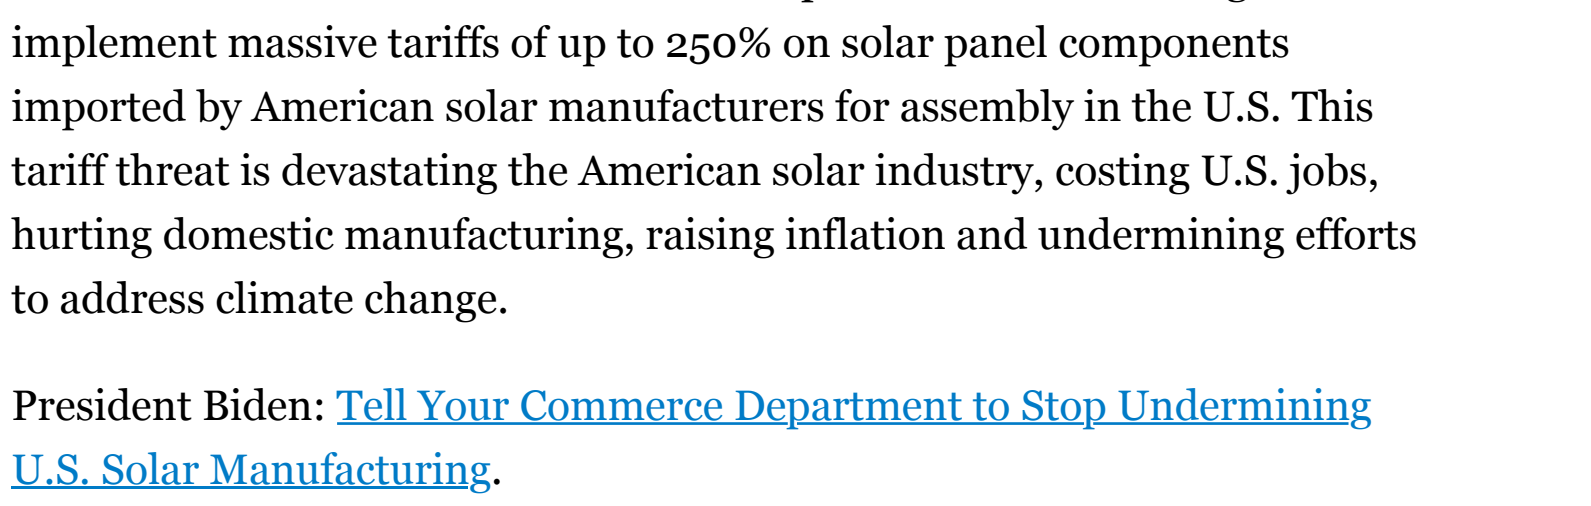 implement massive tariffs of up to 250% on solar panel components
imported by American solar manufacturers for assembly in the U.S. This
tariff threat is devastating the American solar industry, costing U.S. jobs,
hurting domestic manufacturing, raising inflation and undermining efforts
to address climate change.
President Biden: Tell Your Commerce Department to Stop Undermining
U.S. Solar Manufacturing.